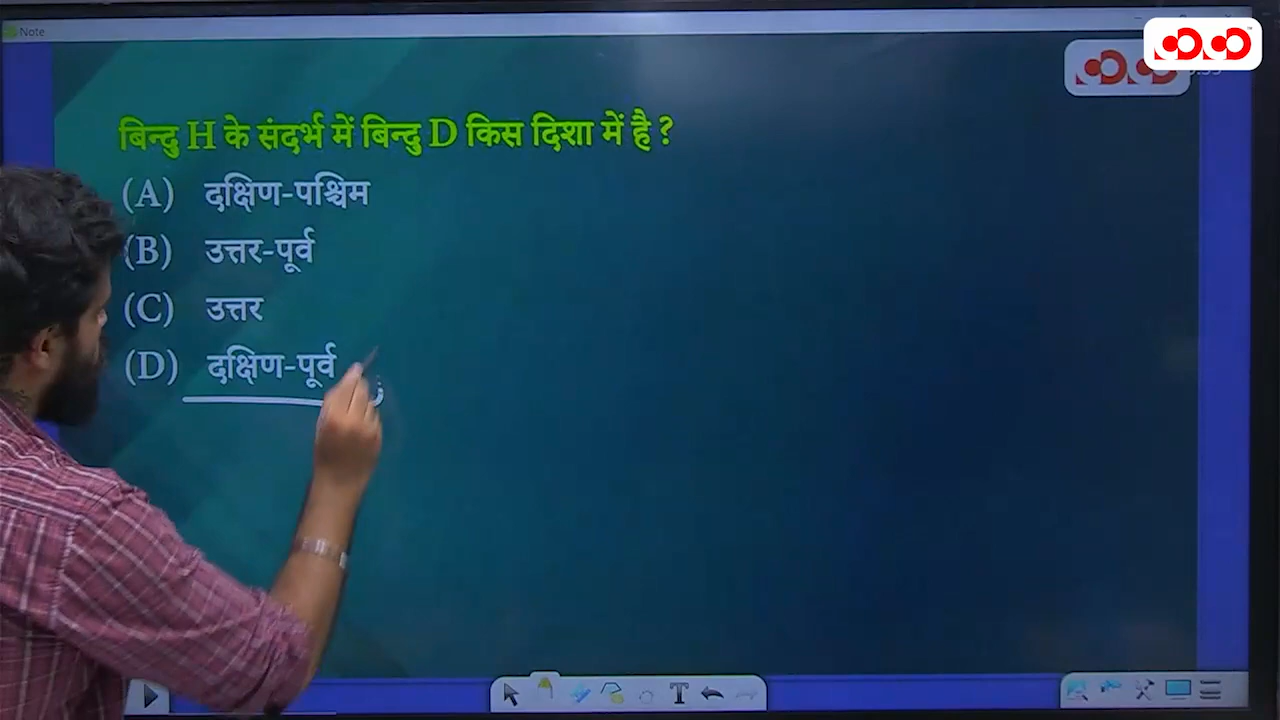 Note
बिन्दु H के संदर्भ में बिन्दु D किस दिशा में है ?
(A) दक्षिण-पश्चिम
(B) उत्तर-पूर्व
(C) उत्तर
(D) दक्षिण-पूर्व